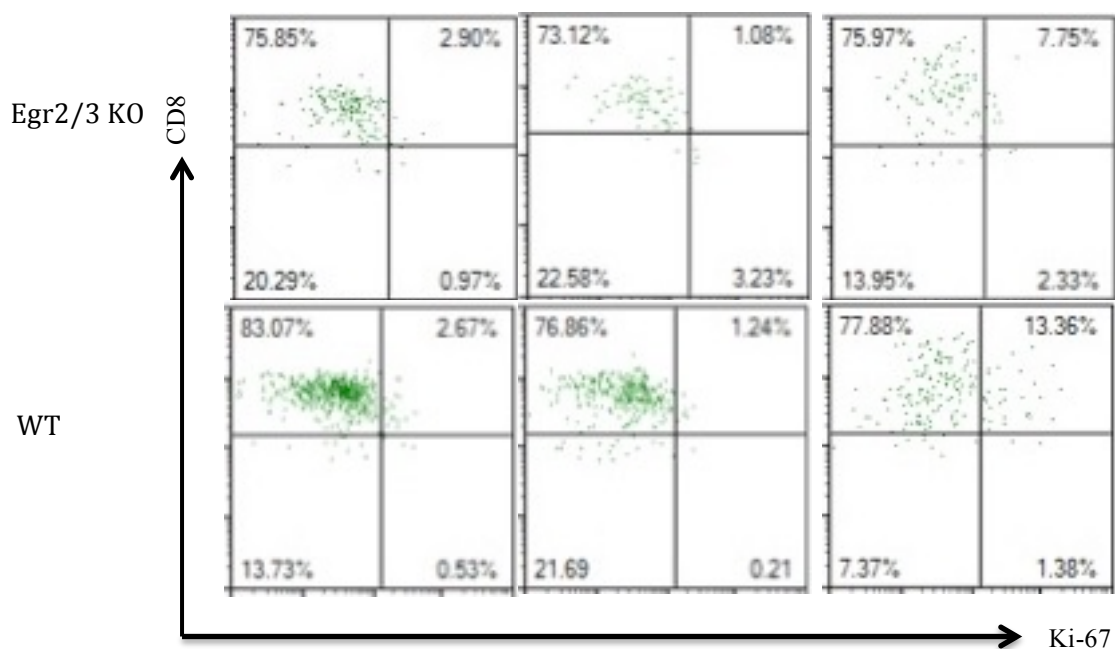 75.85% 2.90% 73.12% 1.08% 75.97% 7.75%
Egr2/3 KO
CD8
20.29% 0.97% 22.58% 3.23% 13.95% 2.33%
83.07% 2.67% 76.86% 1.24% 77.88% 13.36%
WT
13.73% 0.53% 21.69 0.21 7.37% 1.38%
Ki-67